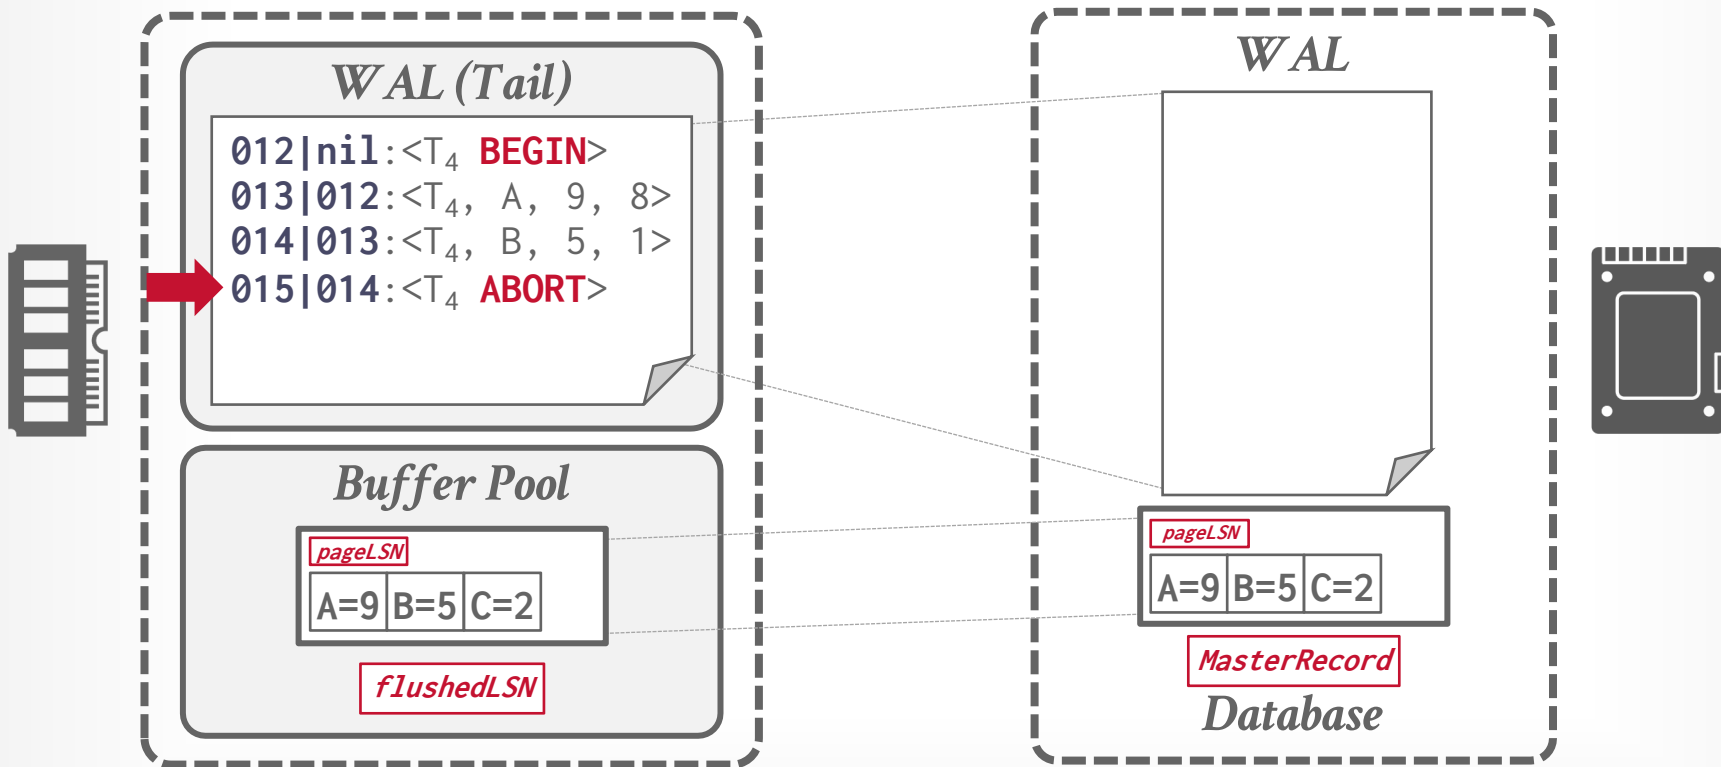 WAL (Tail)
012|nil:<T4 BEGIN>
013|012:<T4, A, 9, 8>
014|013:<T4, B, 5, 1>
015|014:<T4 ABORT>
Buffer Pool
pageLSN
A=9 B=5 C=2
flushedLSN
WAL
pageLSN
A=9 B=5 C=2
MasterRecord
Database